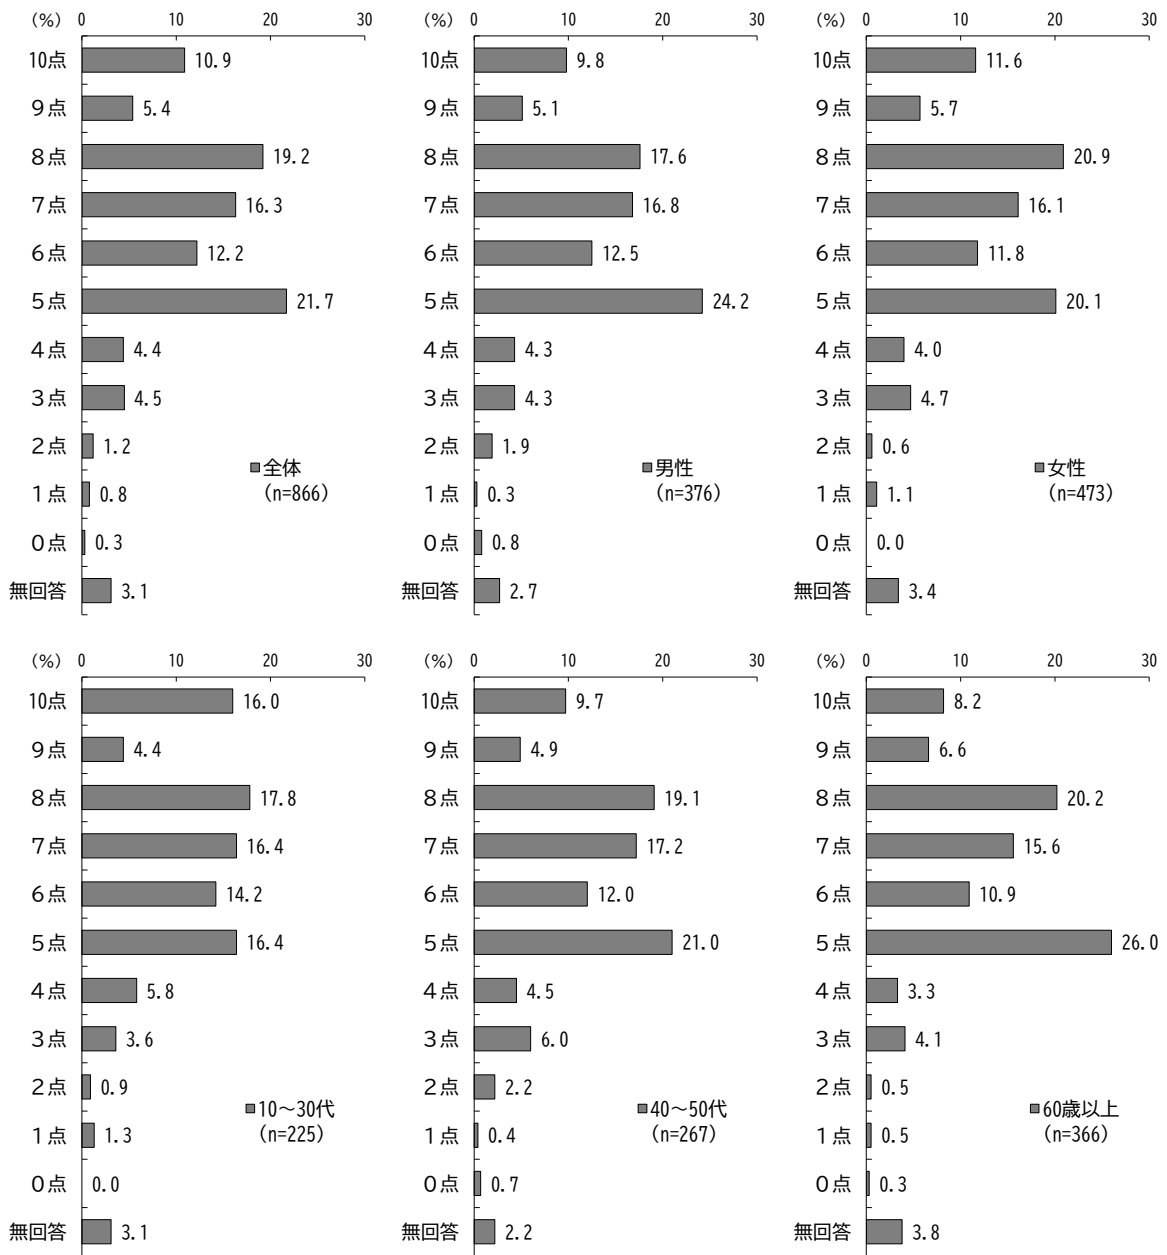 (%) 0 10 20 30
10点 10.9
９点 5.4
８点 19.2
７点 16.3
６点 12.2
５点 21.7
４点 4.4
３点 4.5
２点 1.2
全体
１点 0.8
(n=866)
０点 0.3
無回答 3.1
(%) 0 10 20 30
10点 9.8
９点 5.1
８点 17.6
７点 16.8
６点 12.5
５点 24.2
４点 4.3
３点 4.3
２点 1.9
男性
１点 0.3
(n=376)
０点 0.8
無回答 2.7
(%) 0 10 20 30
10点 11.6
９点 5.7
８点 20.9
７点 16.1
６点 11.8
５点 20.1
４点 4.0
３点 4.7
２点 0.6
女性
１点 1.1
(n=473)
０点 0.0
無回答 3.4
(%) 0 10 20 30
10点 16.0
９点 4.4
８点 17.8
７点 16.4
６点 14.2
５点 16.4
４点 5.8
３点 3.6
２点 0.9
10～30代
１点 1.3
(n=225)
０点 0.0
無回答 3.1
(%) 0 10 20 30
10点 9.7
９点 4.9
８点 19.1
７点 17.2
６点 12.0
５点 21.0
４点 4.5
３点 6.0
２点 2.2
40～50代
１点 0.4
(n=267)
０点 0.7
無回答 2.2
(%) 0 10 20 30
10点 8.2
９点 6.6
８点 20.2
７点 15.6
６点 10.9
５点 26.0
４点 3.3
３点 4.1
２点 0.5
60歳以上
１点 0.5
(n=366)
０点 0.3
無回答 3.8